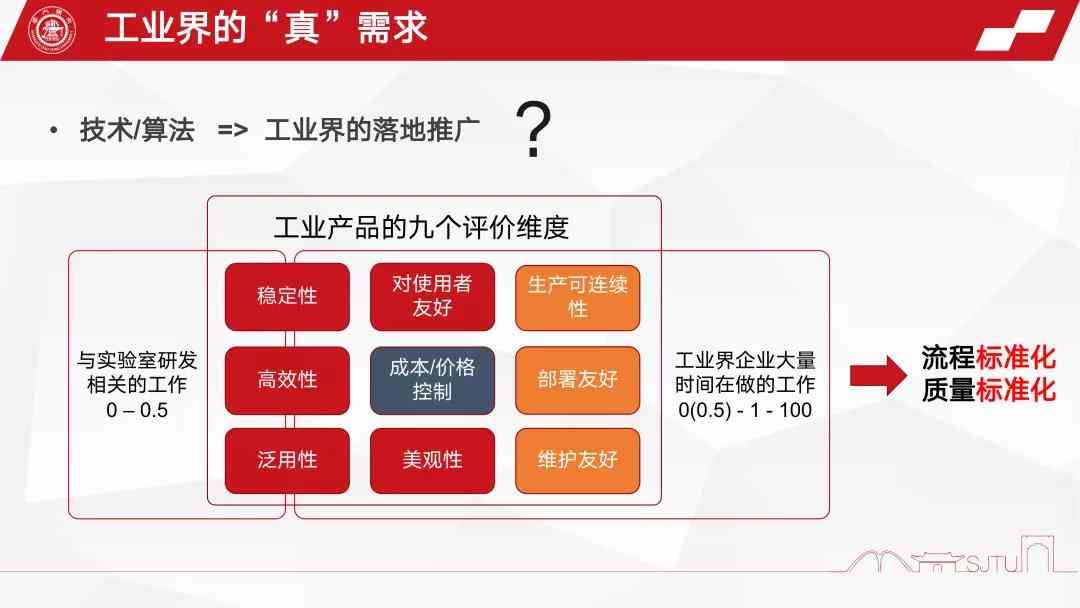 工业界的“真”需求
• 技术/算法 => 工业界的落地推广 ?
工业产品的九个评价维度
与实验室研发
相关的工作
0 – 0.5
稳定性
对使用者
友好
生产可连续
性
高效性
成本/价格
控制
部署友好
泛用性
美观性
维护友好
工业界企业大量
时间在做的工作
0(0.5) - 1 - 100
流程标准化
质量标准化
SJTU